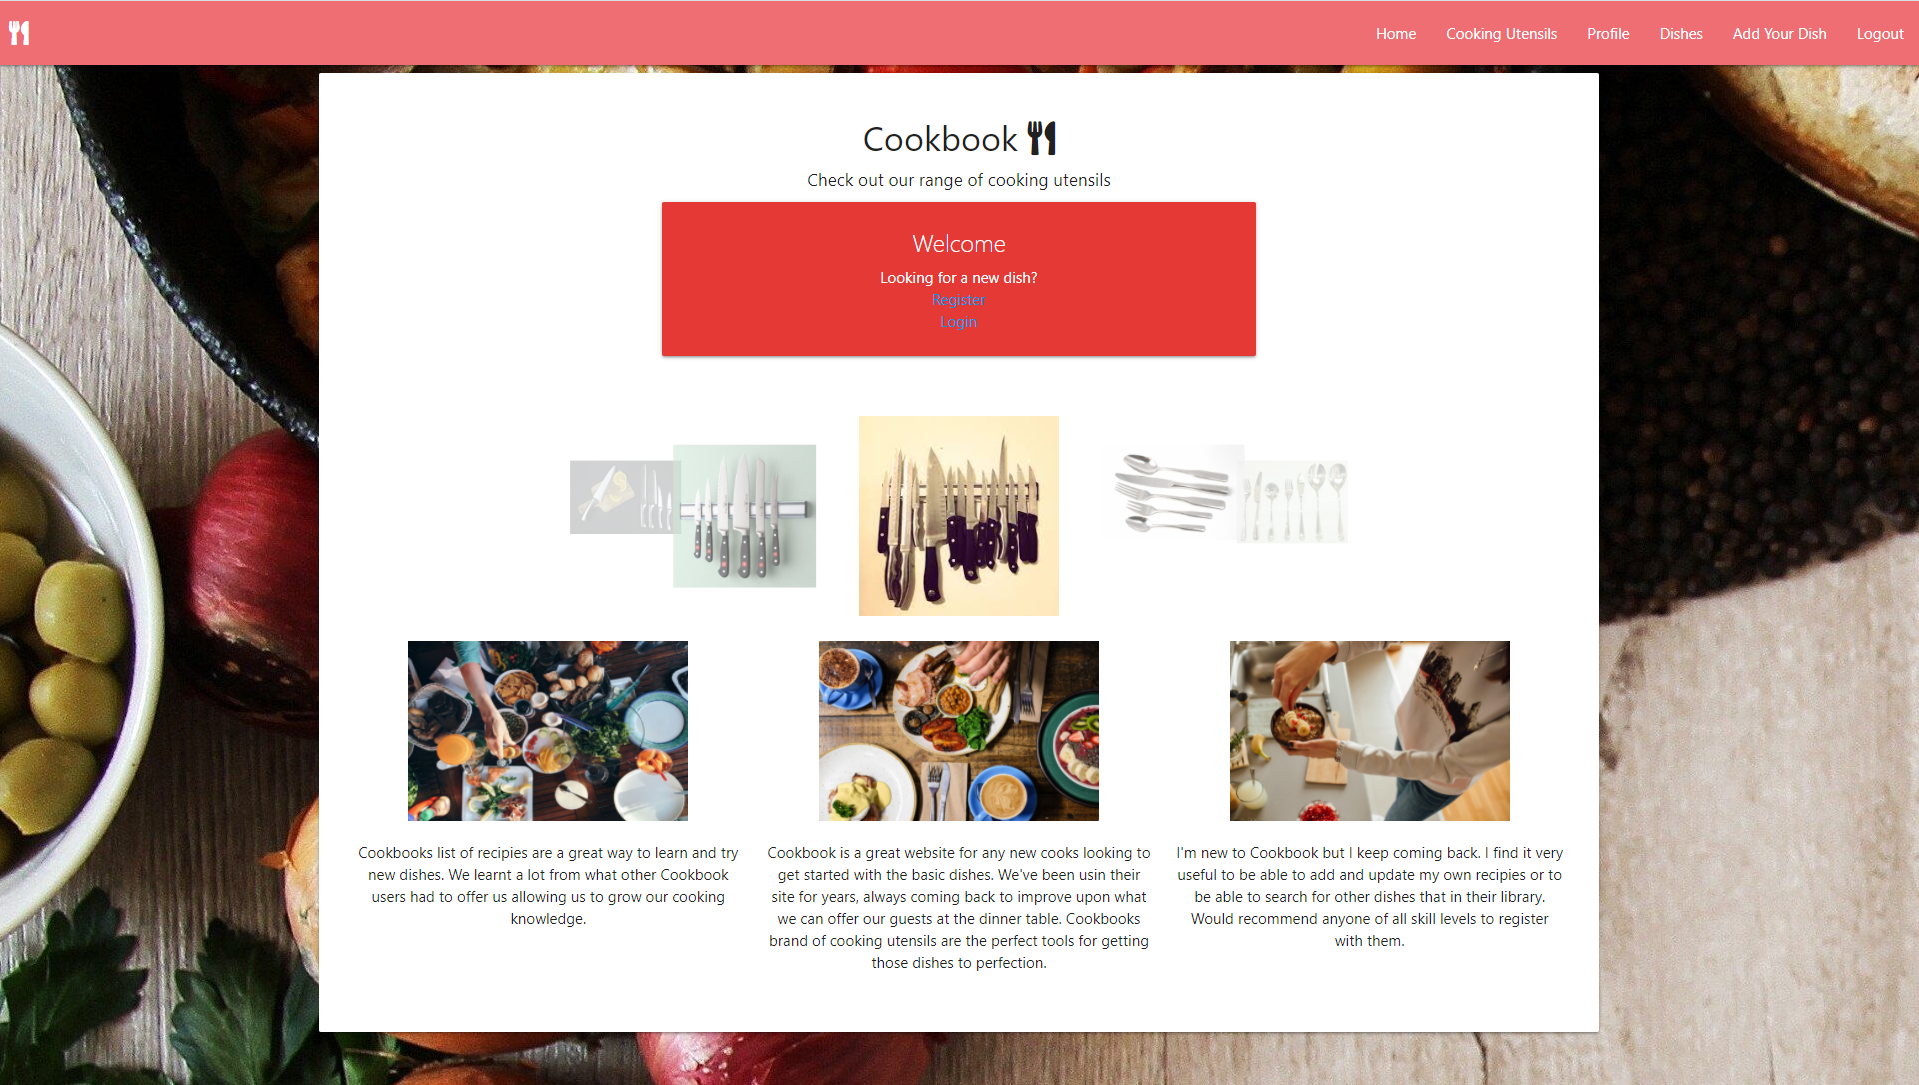 Home Cooking Utensils Profile Dishes Add Your Dish Logout
Cookbook
Check out our range of cooking utensils
Welcome
Looking for a new dish?
Register
Login
Cookbooks list of recipies are a great way to learn and try
new dishes. We learnt a lot from what other Cookbook
users had to offer us allowing us to grow our cooking
knowledge.
Cookbook is a great website for any new cooks looking to
get started with the basic dishes. We've been usin their
site for years, always coming back to improve upon what
we can offer our guests at the dinner table. Cookbooks
brand of cooking utensils are the perfect tools for getting
those dishes to perfection.
I'm new to Cookbook but I keep coming back. I find it very
useful to be able to add and update my own recipies or to
be able to search for other dishes that in their library.
Would recommend anyone of all skill levels to register
with them.